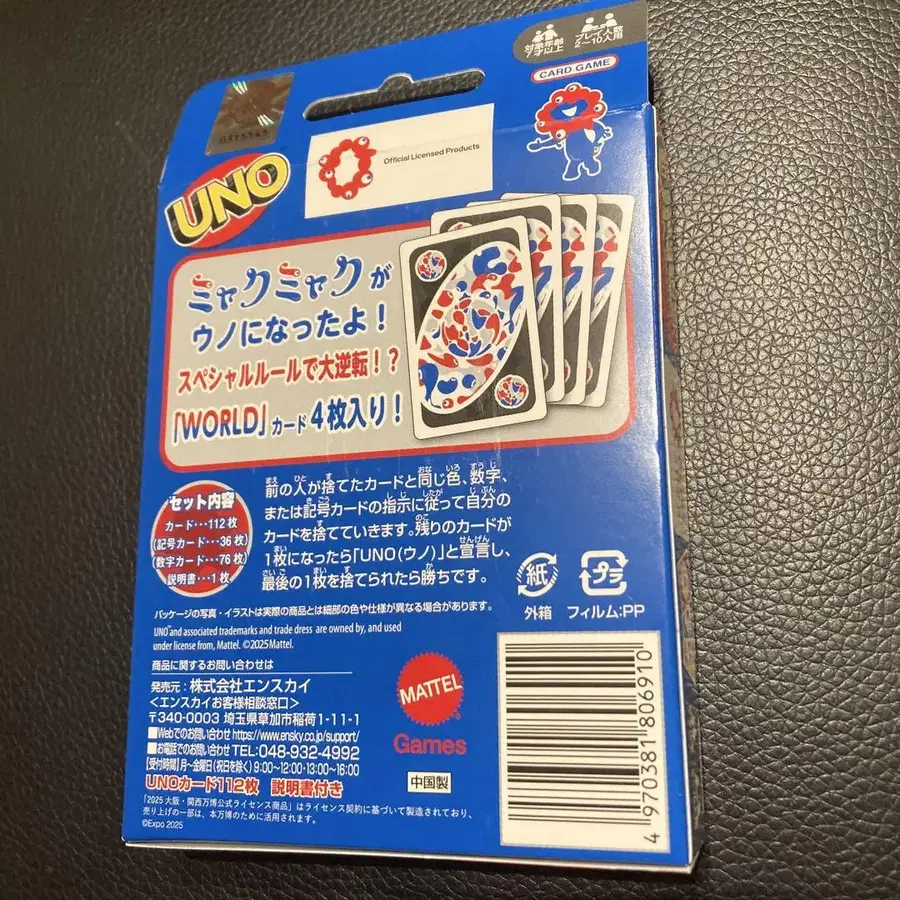 対象年齢
7才以上
プレイ人数
2〜10人用
CARD GAME
0315345
UNO
Official Licensed Products
ミャクミャクが
ウノになったよ！
スペシャルルールで大逆転！？
「WORLD」カード4枚入り！
セット内容
カード・・・112枚
(記号カード・・・36枚)
(数字カード・・・76枚)
説明書・・・1枚
前の人が捨てたカードと同じ色、数字、
または記号カードの指示に従って自分の
カードを捨てていきます。残りのカードが
1枚になったら「UNO(ウノ)」と宣言し、
最後の1枚を捨てられたら勝ちです。
紙
外箱
プラ
フィルム:PP
パッケージの写真・イラストは実際の商品とは細部の色や仕様が異なる場合があります。
UNO and associated trademarks and trade dress are owned by, and used
under license from, Mattel. ©2025Mattel.
商品に関するお問い合わせは
発売元：株式会社エンスカイ
＜エンスカイお客様相談窓口＞
〒340-0003 埼玉県草加市稲荷1-11-1
■Webでのお問い合わせ https://www.ensky.co.jp/support/
■お電話でのお問い合わせ TEL:048-932-4992
[受付時間]月〜金曜日(祝日を除く)9:00〜12:00・13:00〜16:00
UNOカード112枚 説明書付き
「2025 大阪・関西万博公式ライセンス商品」はライセンス契約に基づいて製造されており、
売り上げの一部は、本万博のために活用されます。
©Expo 2025
MATTEL
Games
中国製
4 970381 806910